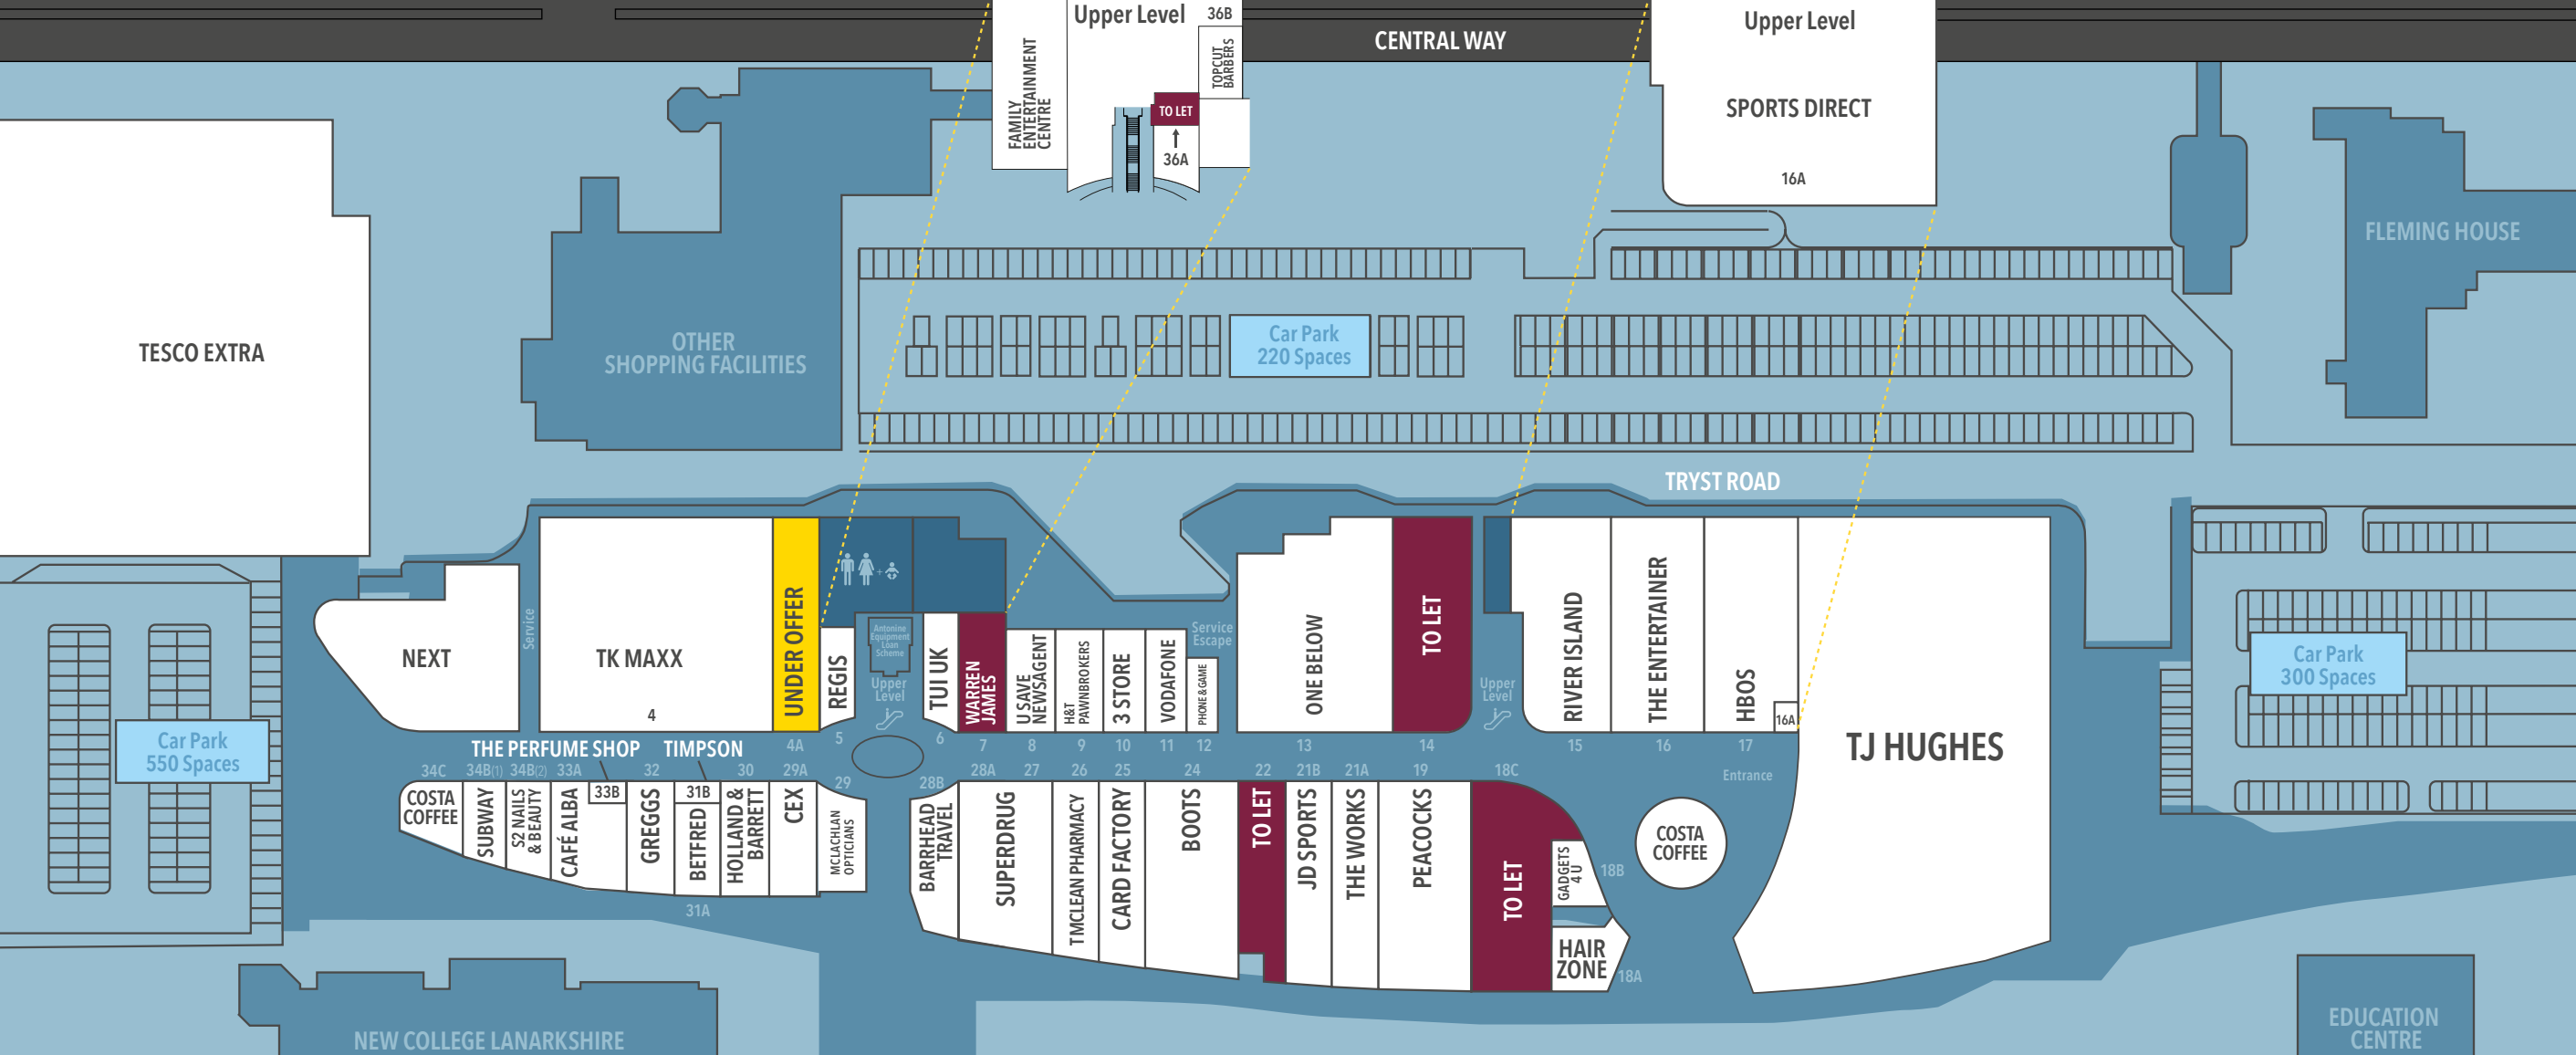 Upper Level
36B
Upper Level
CENTRAL WAY
FAMILY
ENTERTAINMENT
CENTRE
TOPCUT
BARBERS
TO LET
36A
SPORTS DIRECT
16A
FLEMING HOUSE
TESCO EXTRA
OTHER
SHOPPING FACILITIES
Car Park
220 Spaces
TRYST ROAD
NEXT
Service
TK MAXX
4
UNDER OFFER
4A
REGIS
5
+
Antonine
Equipment
Loan
Scheme
Upper
Level
TUI UK
6
WARREN
JAMES
7
U SAVE
NEWSAGENT
8
H&T
PAWNBROKERS
9
3 STORE
10
VODAFONE
11
Service
Escape
PHONE & GAME
12
ONE BELOW
13
TO LET
14
Upper
Level
RIVER ISLAND
15
THE ENTERTAINER
16
HBOS
17
16A
Entrance
TJ HUGHES
Car Park
300 Spaces
Car Park
550 Spaces
THE PERFUME SHOP
TIMPSON
34C
34B(1)
34B(2)
33A
32
30
29A
29
28B
28A
27
26
25
24
22
21B
21A
19
18C
COSTA
COFFEE
SUBWAY
S2 NAILS
& BEAUTY
CAFÉ ALBA
33B
GREGGS
31B
BETFRED
31A
HOLLAND &
BARRETT
CEX
MCLACHLAN
OPTICIANS
BARRHEAD
TRAVEL
SUPERDRUG
TMCLEAN PHARMACY
CARD FACTORY
BOOTS
TO LET
JD SPORTS
THE WORKS
PEACOCKS
TO LET
GADGETS
4 U
18B
HAIR
ZONE
18A
COSTA
COFFEE
NEW COLLEGE LANARKSHIRE
EDUCATION
CENTRE